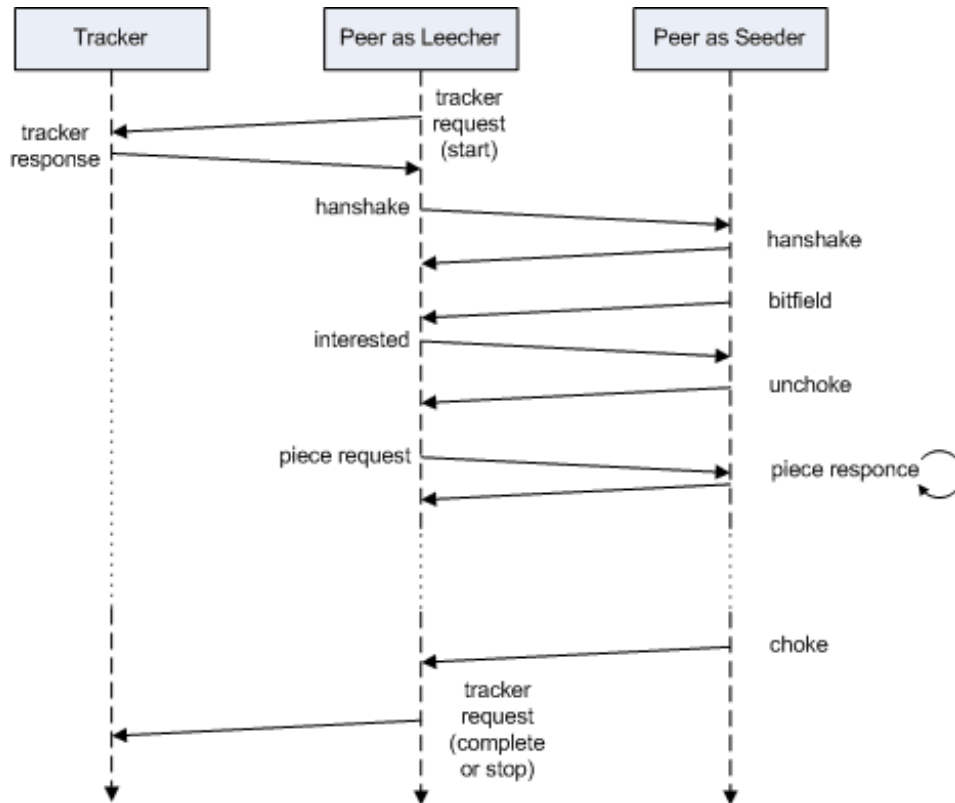 Tracker
Peer as Leecher
Peer as Seeder
tracker
request
(start)
tracker
response
hanshake
hanshake
bitfield
interested
unchoke
piece request
piece responce
choke
tracker
request
(complete
or stop)